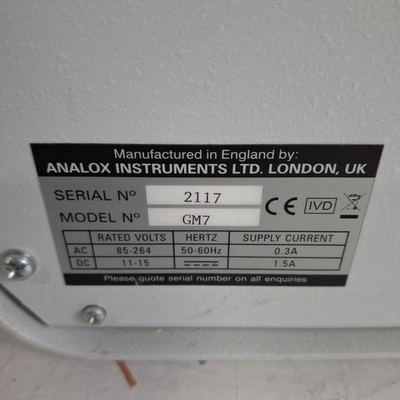 Manufactured in England by:
ANALOX INSTRUMENTS LTD. LONDON, UK
SERIAL Nº 2117
MODEL Nº GM7
CE IVD
RATED VOLTS HERTZ SUPPLY CURRENT
AC 85-264 50-60Hz 0.3A
DC 11-15 1.5A
Please quote serial number on all enquiries